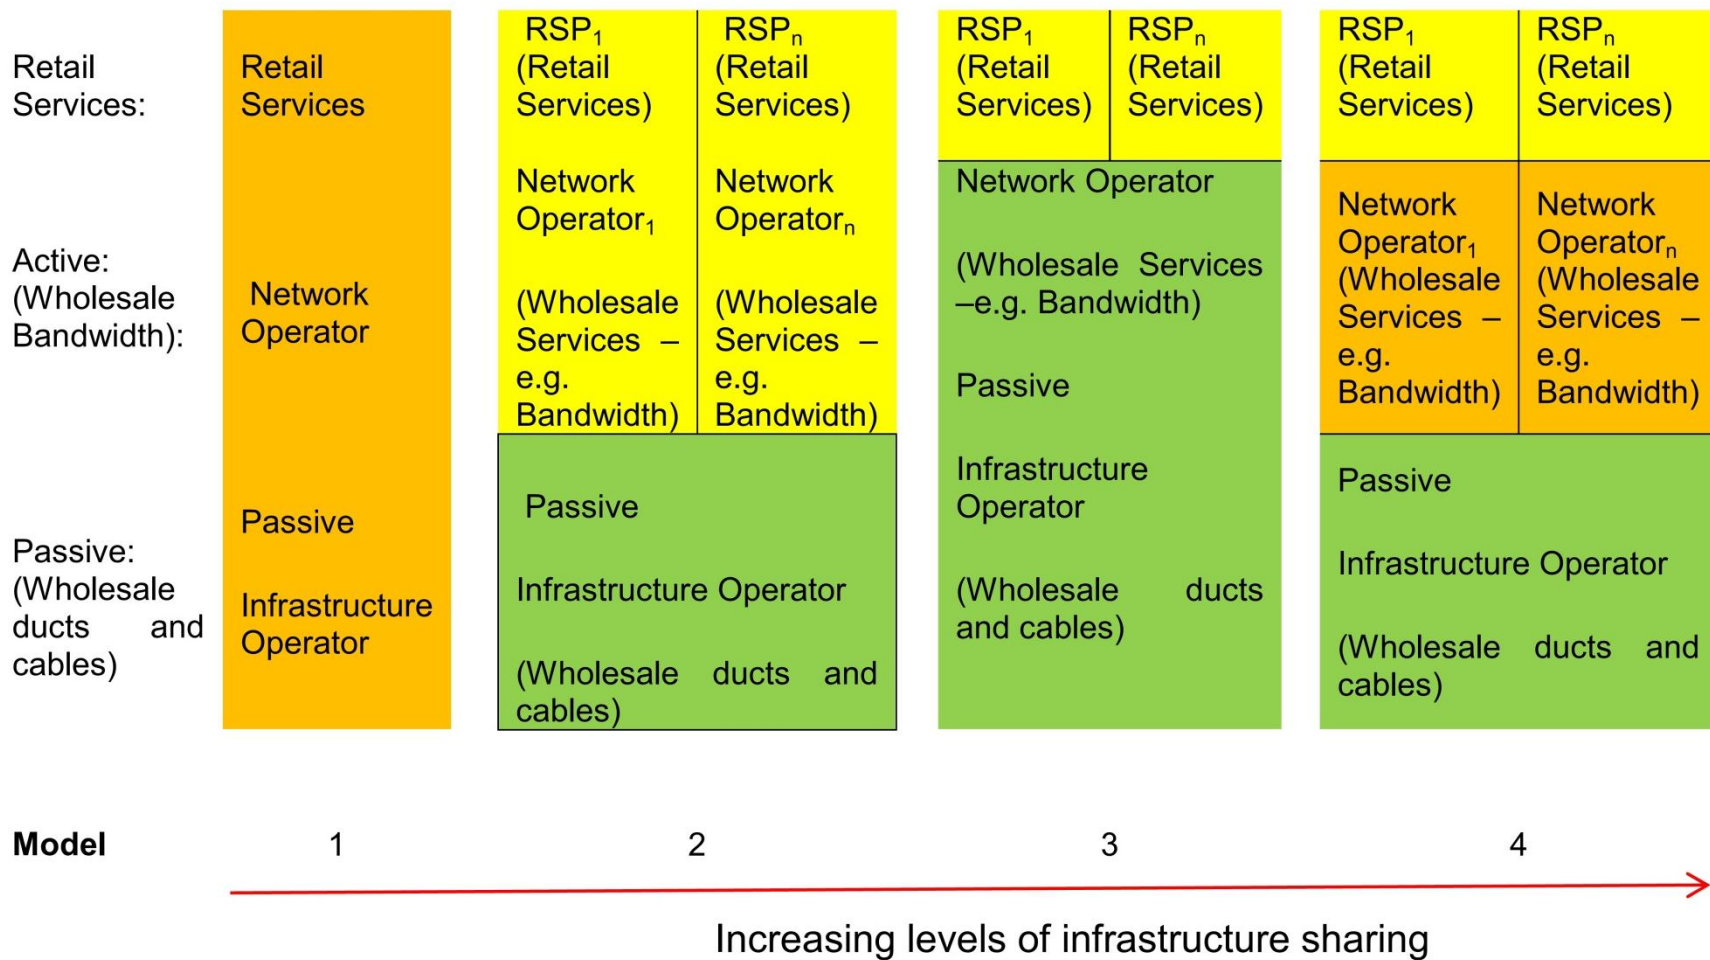 Retail
Services:
Active:
(Wholesale
Bandwidth):
Passive:
(Wholesale
ducts and
cables)
Retail
Services
Network
Operator
Passive
Infrastructure
Operator
RSP₁
(Retail
Services)
Network
Operator₁
(Wholesale
Services –
e.g.
Bandwidth)
RSPₙ
(Retail
Services)
Network
Operatorₙ
(Wholesale
Services –
e.g.
Bandwidth)
Passive
Infrastructure Operator
(Wholesale ducts and
cables)
RSP₁
(Retail
Services)
RSPₙ
(Retail
Services)
Network Operator
(Wholesale Services
–e.g. Bandwidth)
Passive
Infrastructure
Operator
(Wholesale ducts
and cables)
RSP₁
(Retail
Services)
RSPₙ
(Retail
Services)
Network
Operator₁
(Wholesale
Services –
e.g.
Bandwidth)
Network
Operatorₙ
(Wholesale
Services –
e.g.
Bandwidth)
Passive
Infrastructure Operator
(Wholesale ducts and
cables)
Model 1 2 3 4
Increasing levels of infrastructure sharing